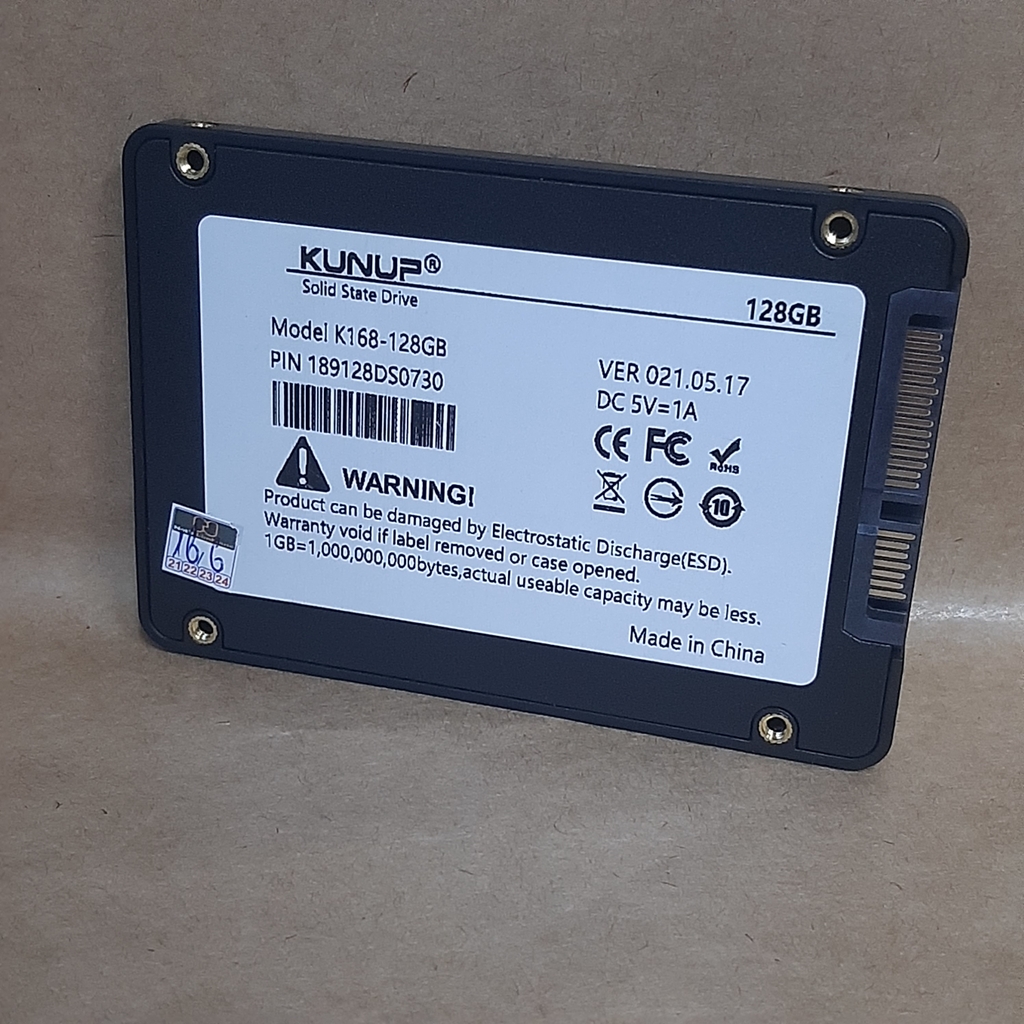 KUNUP®
Solid State Drive
128GB
Model K168-128GB
PIN 189128DS0730
VER 021.05.17
DC 5V=1A
CE FC RoHS
10
WARNING!
Product can be damaged by Electrostatic Discharge(ESD).
Warranty void if label removed or case opened.
1GB=1,000,000,000bytes,actual useable capacity may be less.
Made in China
21 22 23 24